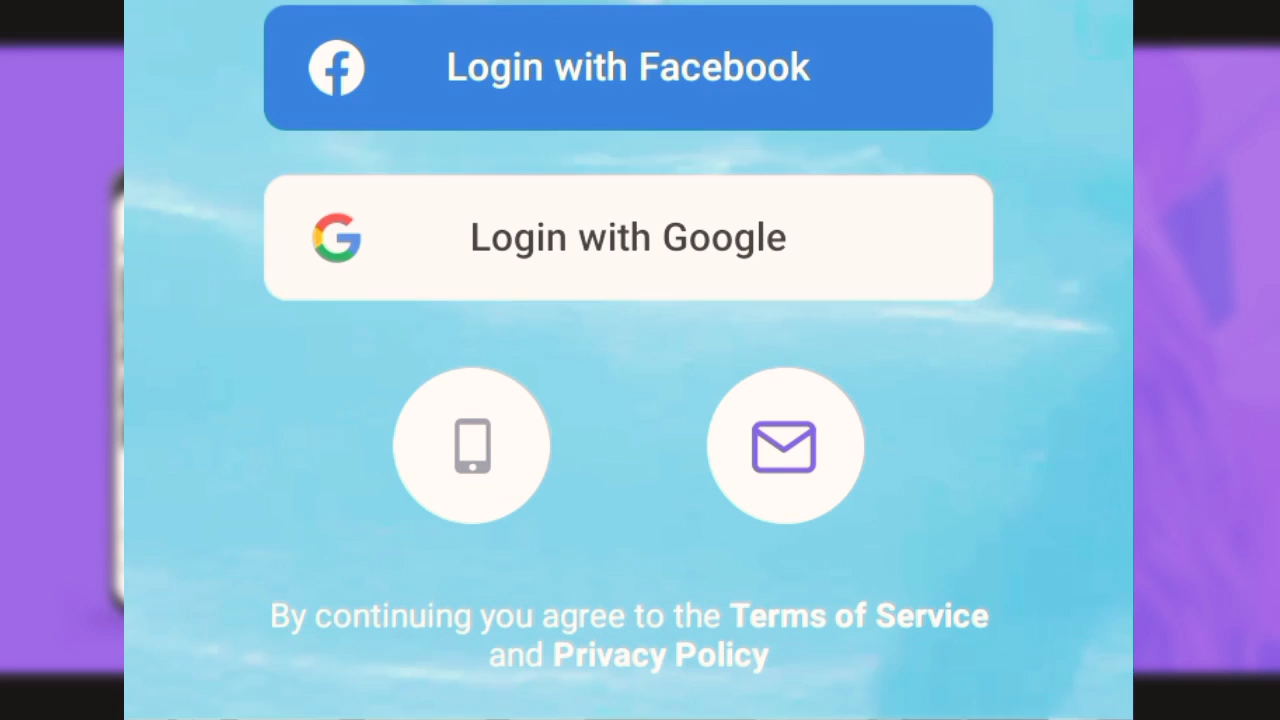 Login with Facebook
Login with Google
By continuing you agree to the Terms of Service
and Privacy Policy